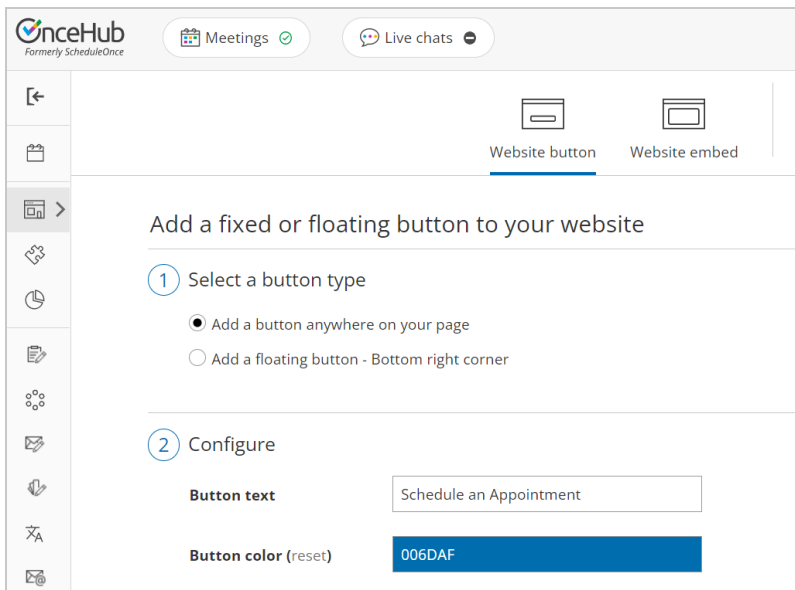 OnceHub
Formerly ScheduleOnce
Meetings
Live chats
Website button
Website embed
Add a fixed or floating button to your website
1 Select a button type
Add a button anywhere on your page
Add a floating button - Bottom right corner
2 Configure
Button text
Schedule an Appointment
Button color (reset)
006DAF